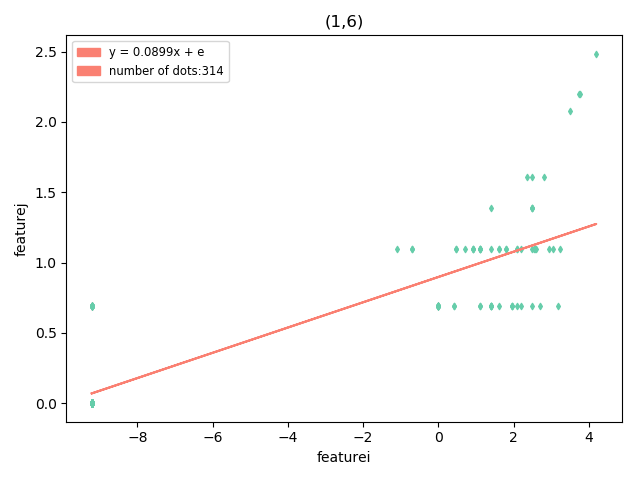 (1,6)
y = 0.0899x + e
number of dots:314
2.5
2.0
1.5
1.0
0.5
0.0
featurej
−8 −6 −4 −2 0 2 4
featurei